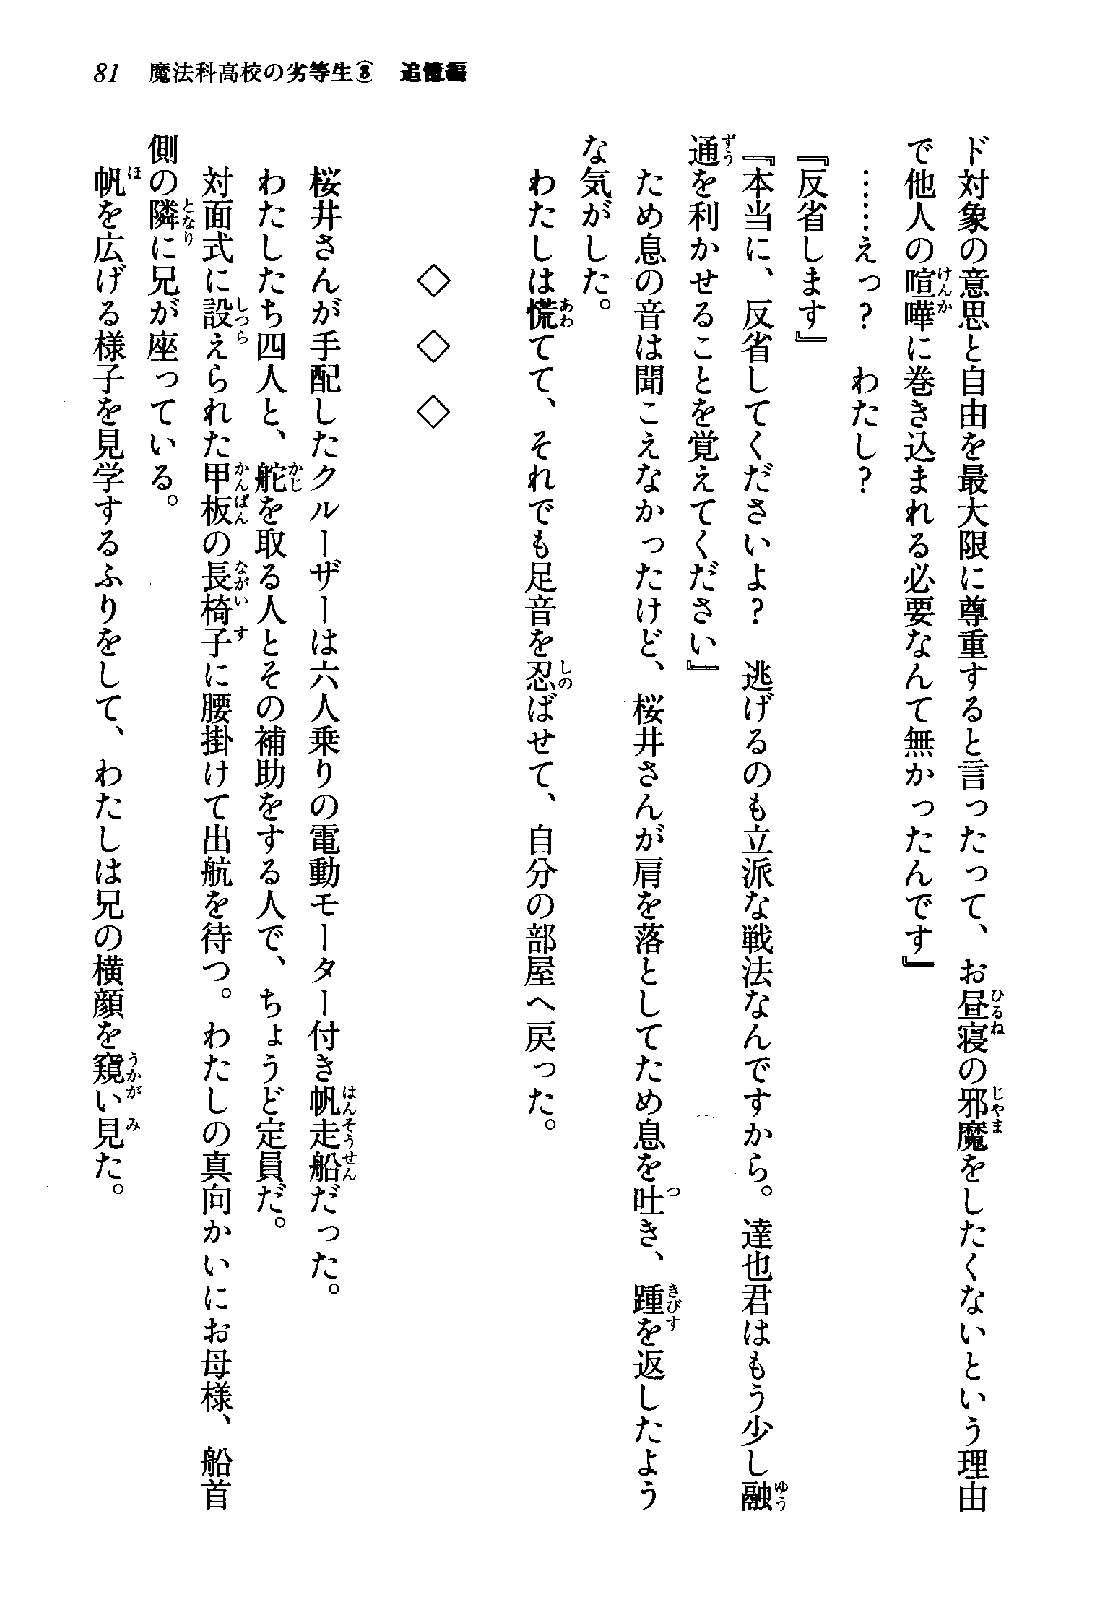 81　魔法科高校の劣等生⑧　追憶編
ド対象の意思と自由を最大限に尊重すると言ったって、お昼寝の邪魔をしたくないという理由
で他人の喧嘩に巻き込まれる必要なんて無かったんです』
……えっ？　わたし？
『反省します』
『本当に、反省してくださいよ？　逃げるのも立派な戦法なんですから。達也君はもう少し融
通を利かせることを覚えてください』
ため息の音は聞こえなかったけど、桜井さんが肩を落としてため息を吐き、踵を返したよう
な気がした。
わたしは慌てて、それでも足音を忍ばせて、自分の部屋へ戻った。
◇　◇　◇
桜井さんが手配したクルーザーは六人乗りの電動モーター付き帆走船だった。
わたしたち四人と、舵を取る人とその補助をする人で、ちょうど定員だ。
対面式に設えられた甲板の長椅子に腰掛けて出航を待つ。わたしの真向かいにお母様、船首
側の隣に兄が座っている。
帆を広げる様子を見学するふりをして、わたしは兄の横顔を窺い見た。